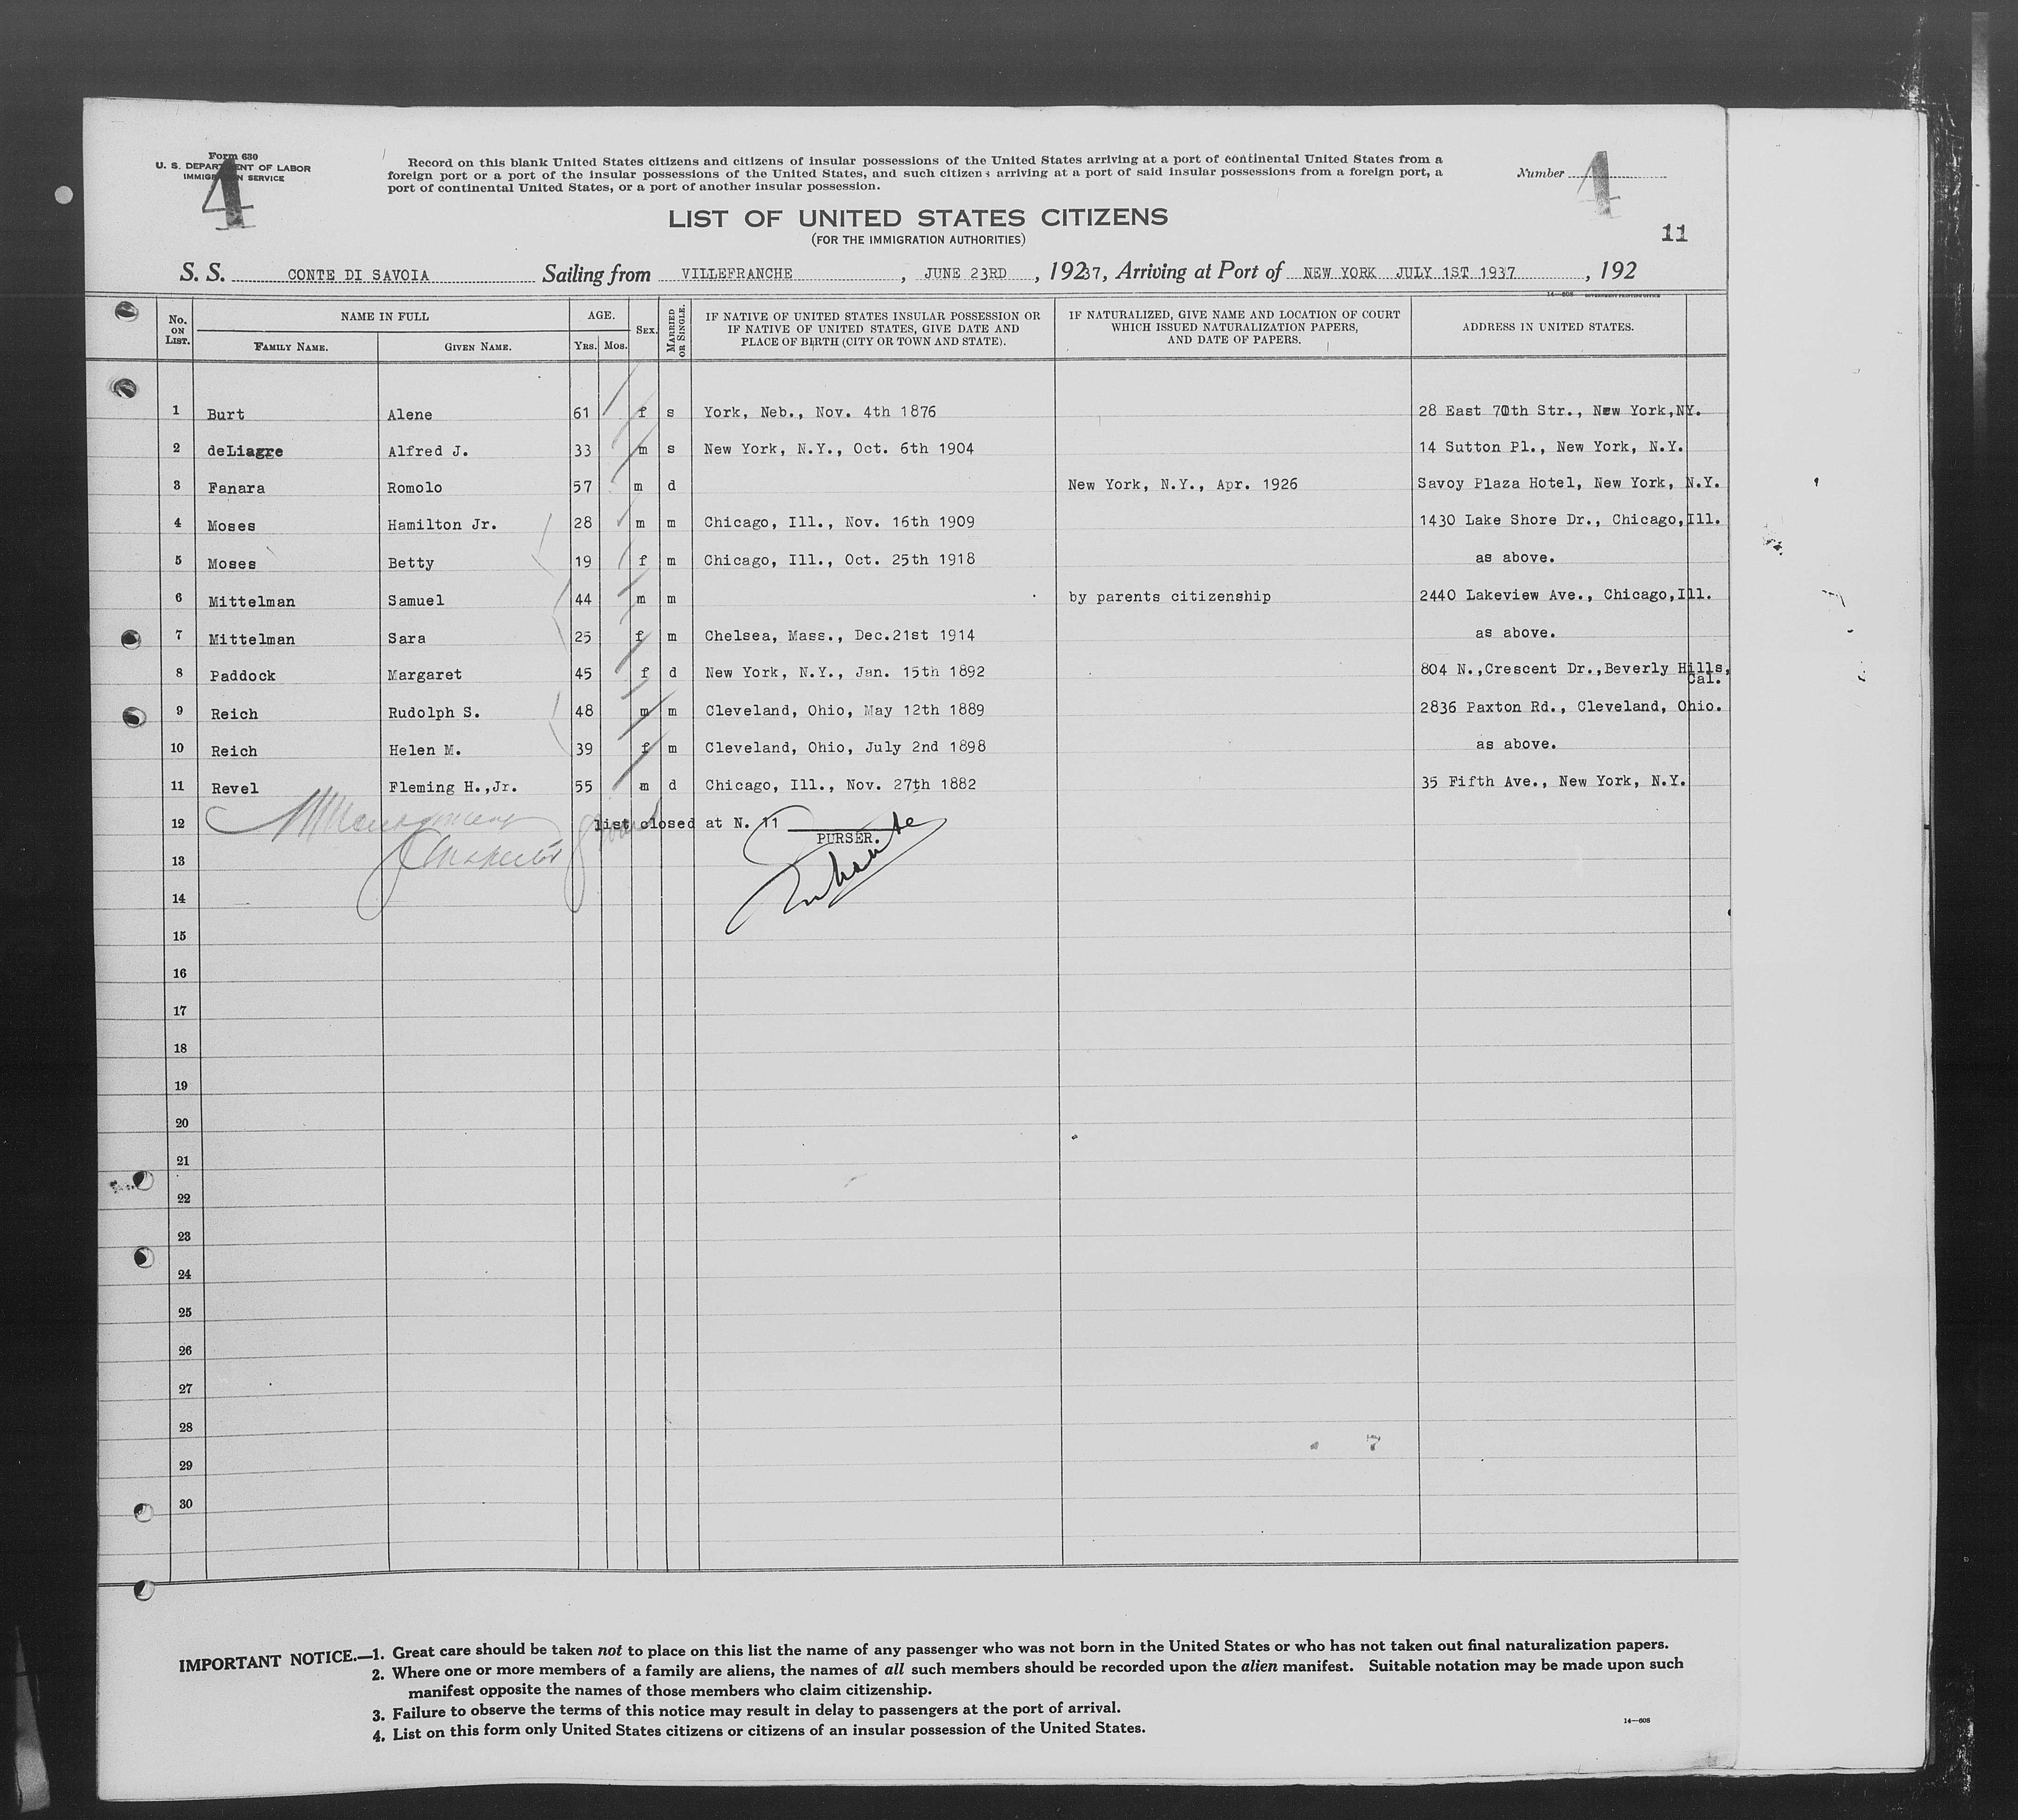 Form 630
U. S. DEPARTMENT OF LABOR
IMMIGRATION SERVICE
4
Record on this blank United States citizens and citizens of insular possessions of the United States arriving at a port of continental United States from a
foreign port or a port of the insular possessions of the United States, and such citizens arriving at a port of said insular possessions from a foreign port, a
port of continental United States, or a port of another insular possession.
Number 4
LIST OF UNITED STATES CITIZENS
(FOR THE IMMIGRATION AUTHORITIES)
11
S. S. CONTE DI SAVOIA Sailing from VILLEFRANCHE, JUNE 23RD, 19237, Arriving at Port of NEW YORK JULY 1ST 1937, 192
14—608 GOVERNMENT PRINTING OFFICE
No. ON LIST. NAME IN FULL AGE. SEX. MARRIED OR SINGLE. IF NATIVE OF UNITED STATES INSULAR POSSESSION OR IF NATIVE OF UNITED STATES, GIVE DATE AND PLACE OF BIRTH (CITY OR TOWN AND STATE). IF NATURALIZED, GIVE NAME AND LOCATION OF COURT WHICH ISSUED NATURALIZATION PAPERS, AND DATE OF PAPERS. ADDRESS IN UNITED STATES.
FAMILY NAME. GIVEN NAME. YRS. MOS.
1 Burt Alene 61 f s York, Neb., Nov. 4th 1876 28 East 70th Str., New York,NY.
2 deLiagre Alfred J. 33 m s New York, N.Y., Oct. 6th 1904 14 Sutton Pl., New York, N.Y.
3 Fanara Romolo 57 m d New York, N.Y., Apr. 1926 Savoy Plaza Hotel, New York, N.Y.
4 Moses Hamilton Jr. 28 m m Chicago, Ill., Nov. 16th 1909 1430 Lake Shore Dr., Chicago,Ill.
5 Moses Betty 19 f m Chicago, Ill., Oct. 25th 1918 as above.
6 Mittelman Samuel 44 m m by parents citizenship 2440 Lakeview Ave., Chicago,Ill.
7 Mittelman Sara 25 f m Chelsea, Mass., Dec.21st 1914 as above.
8 Paddock Margaret 45 f d New York, N.Y., Jan. 15th 1892 804 N.,Crescent Dr.,Beverly Hills,
Cal.
9 Reich Rudolph S. 48 m m Cleveland, Ohio, May 12th 1889 2836 Paxton Rd., Cleveland, Ohio.
10 Reich Helen M. 39 f m Cleveland, Ohio, July 2nd 1898 as above.
11 Revel Fleming H.,Jr. 55 m d Chicago, Ill., Nov. 27th 1882 35 Fifth Ave., New York, N.Y.
12 list closed at N. 11
PURSER.
Inspector
13
14
15
16
17
18
19
20
21
22
23
24
25
26
27
28
29
30
IMPORTANT NOTICE.—1. Great care should be taken not to place on this list the name of any passenger who was not born in the United States or who has not taken out final naturalization papers.
2. Where one or more members of a family are aliens, the names of all such members should be recorded upon the alien manifest. Suitable notation may be made upon such
manifest opposite the names of those members who claim citizenship.
3. Failure to observe the terms of this notice may result in delay to passengers at the port of arrival.
4. List on this form only United States citizens or citizens of an insular possession of the United States.
14—608